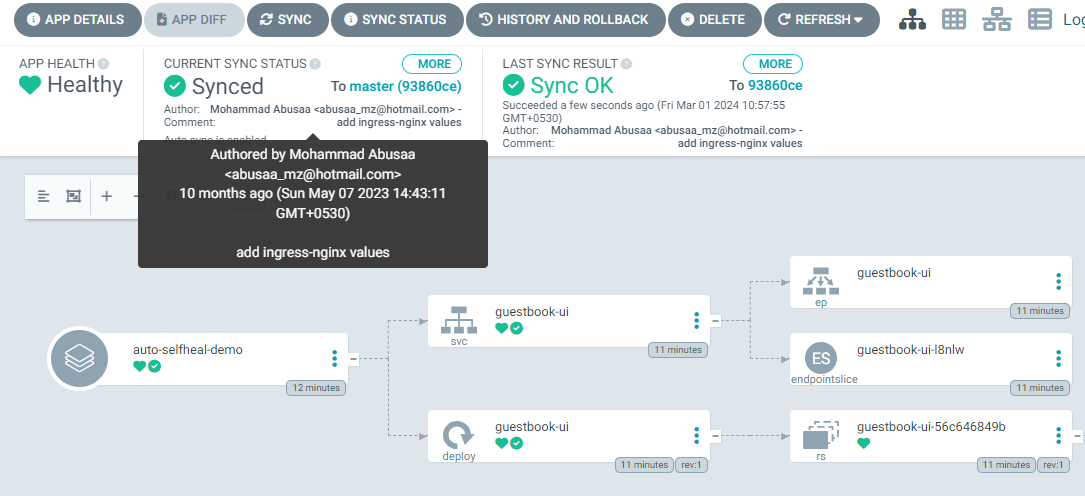 APP DETAILS
APP DIFF
SYNC
SYNC STATUS
HISTORY AND ROLLBACK
DELETE
REFRESH
Log
APP HEALTH
Healthy
CURRENT SYNC STATUS
MORE
Synced
To master (93860ce)
Author: Mohammad Abusaa <abusaa_mz@hotmail.com> -
Comment: add ingress-nginx values
Auto sync is enabled
LAST SYNC RESULT
MORE
Sync OK
To 93860ce
Succeeded a few seconds ago (Fri Mar 01 2024 10:57:55
GMT+0530)
Author: Mohammad Abusaa <abusaa_mz@hotmail.com> -
Comment: add ingress-nginx values
Authored by Mohammad Abusaa
<abusaa_mz@hotmail.com>
10 months ago (Sun May 07 2023 14:43:11
GMT+0530)
add ingress-nginx values
auto-selfheal-demo
12 minutes
guestbook-ui
svc
11 minutes
guestbook-ui
deploy
11 minutes
rev:1
guestbook-ui
ep
11 minutes
ES
guestbook-ui-l8nlw
endpointslice
11 minutes
guestbook-ui-56c646849b
rs
11 minutes
rev:1